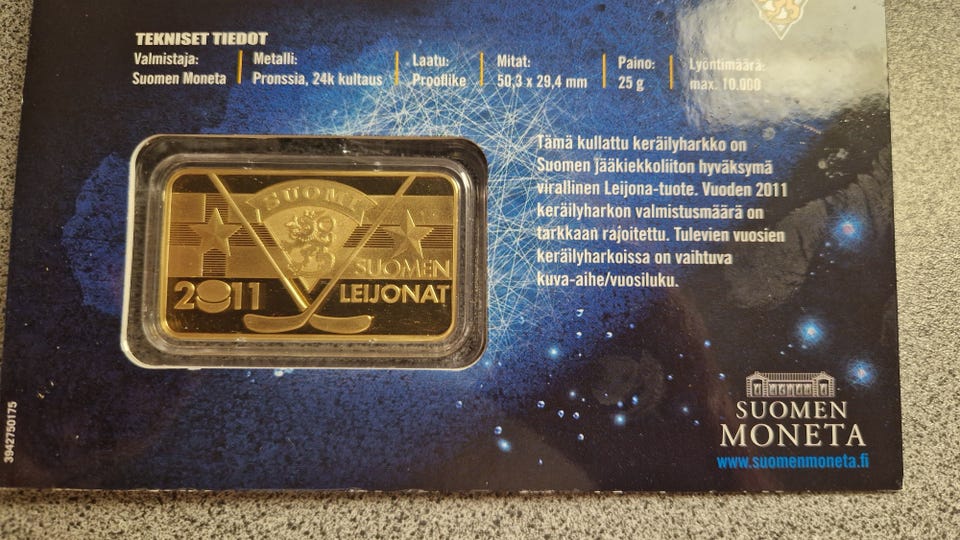 TEKNISET TIEDOT
Valmistaja: Metalli: Laatu: Mitat: Paino: Lyöntimäärä:
Suomen Moneta Pronssia, 24k kultaus Prooflike 50,3 x 29,4 mm 25 g max. 10.000
Tämä kullattu keräilyharkko on
Suomen jääkiekkoliiton hyväksymä
virallinen Leijona-tuote. Vuoden 2011
keräilyharkon valmistusmäärä on
tarkkaan rajoitettu. Tulevien vuosien
keräilyharkoissa on vaihtuva
kuva-aihe/vuosiluku.
SUOMI
SUOMEN
2011 LEIJONAT
3942750175
SUOMEN
MONETA
www.suomenmoneta.fi